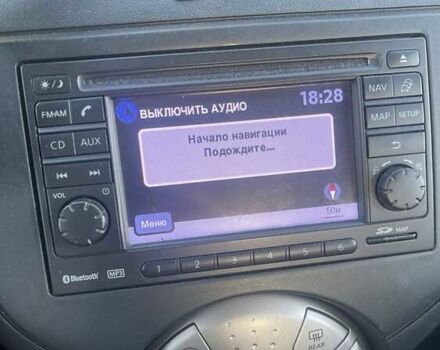 ВЫКЛЮЧИТЬ АУДИО 18:28
NAV
FM•AM
MAP SETUP
Начало навигации
Подождите...
CD AUX
VOL
Меню
50м
Bluetooth MP3 1 2 3 4 5 6 SD MAP
REAR